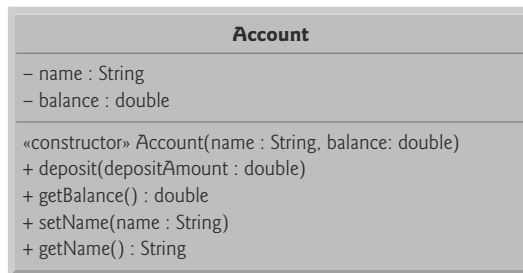 Account
– name : String
– balance : double
«constructor» Account(name : String, balance: double)
+ deposit(depositAmount : double)
+ getBalance() : double
+ setName(name : String)
+ getName() : String